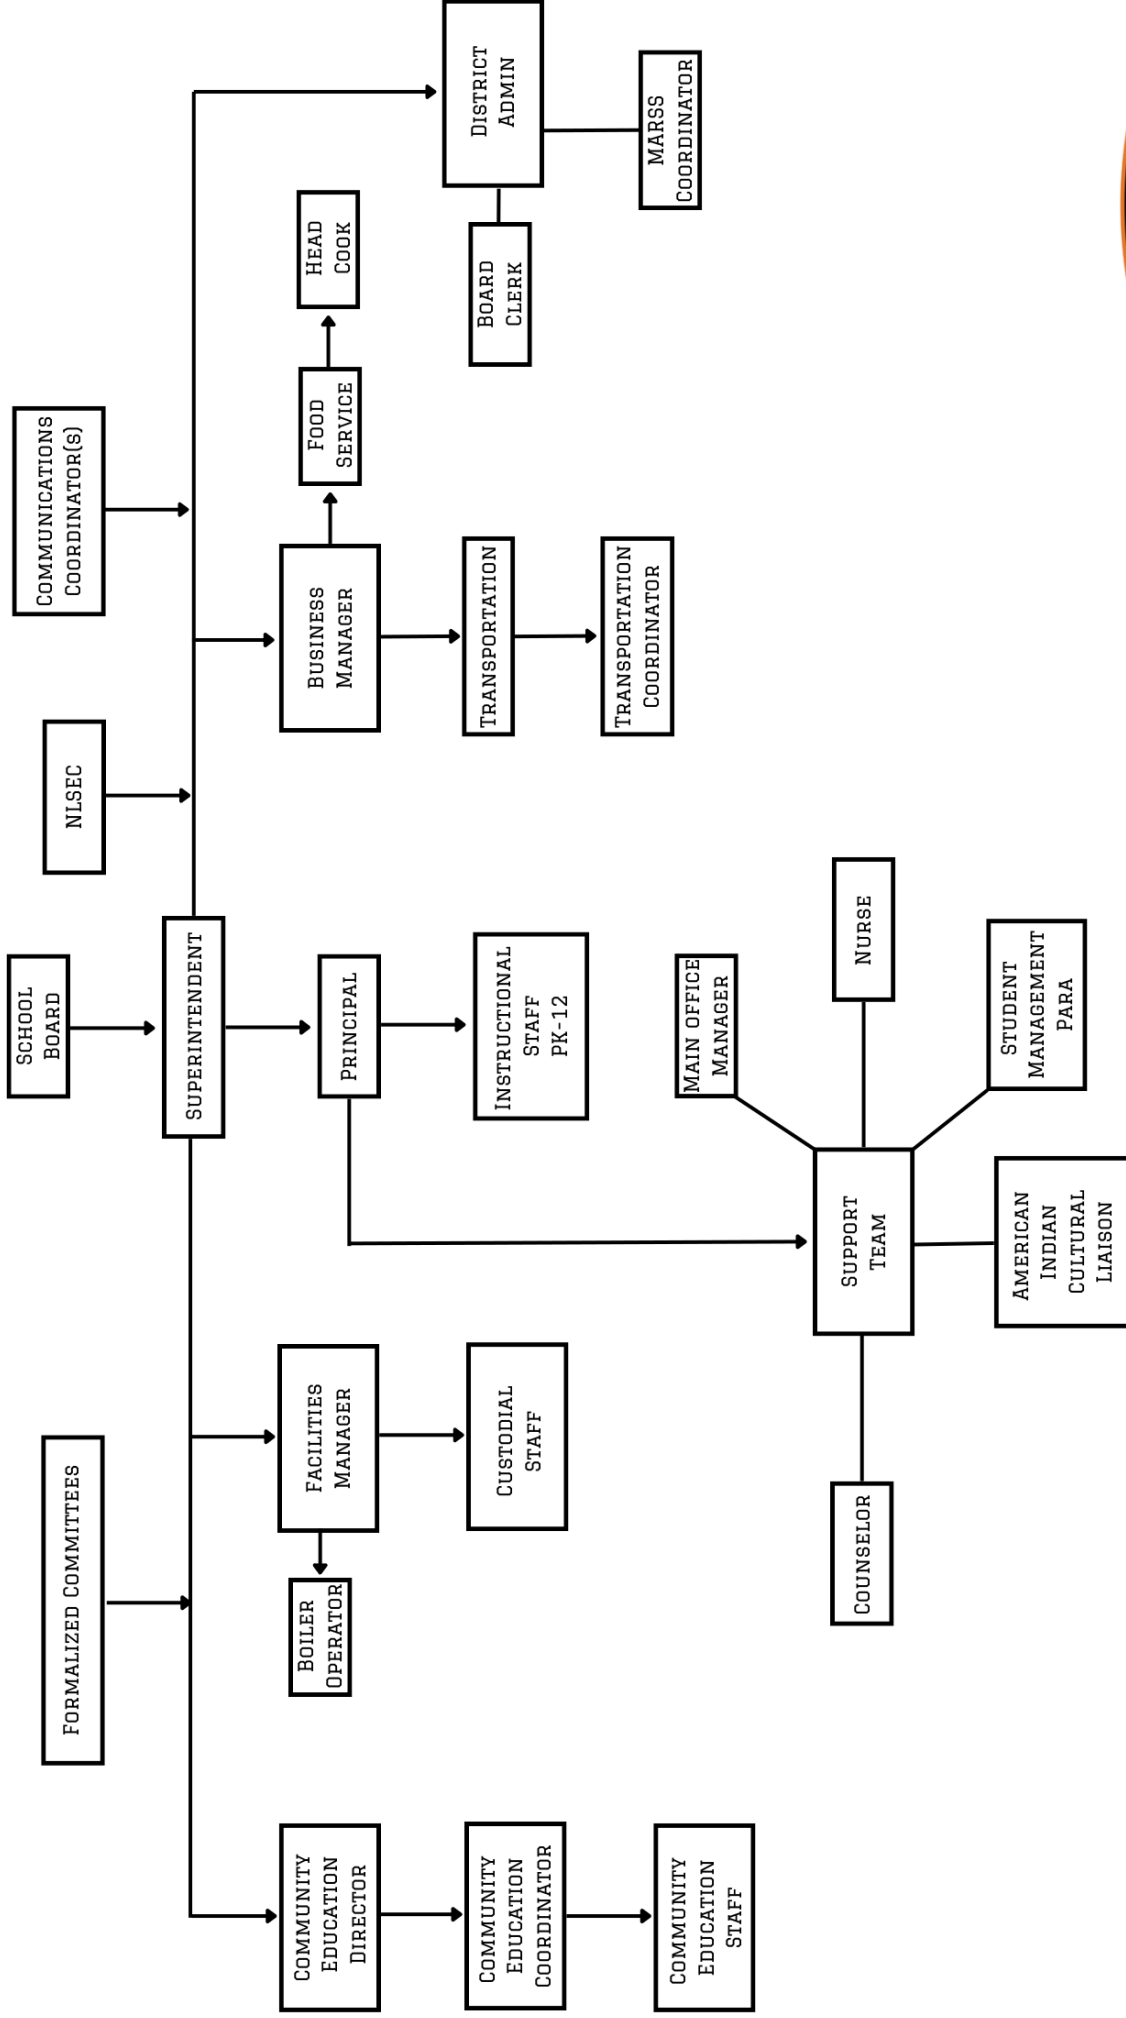 School
Board
Formalized Committees
NLSEC
Communications
Coordinator(s)
Superintendent
Community
Education
Director
Boiler
Operator
Facilities
Manager
Principal
Business
Manager
Food
Service
Head
Cook
District
Admin
Community
Education
Coordinator
Custodial
Staff
Instructional
Staff
PK-12
Transportation
Board
Clerk
Community
Education
Staff
Main Office
Manager
Transportation
Coordinator
MARSS
Coordinator
Counselor
Support
Team
Nurse
American
Indian
Cultural
Liaison
Student
Management
Para